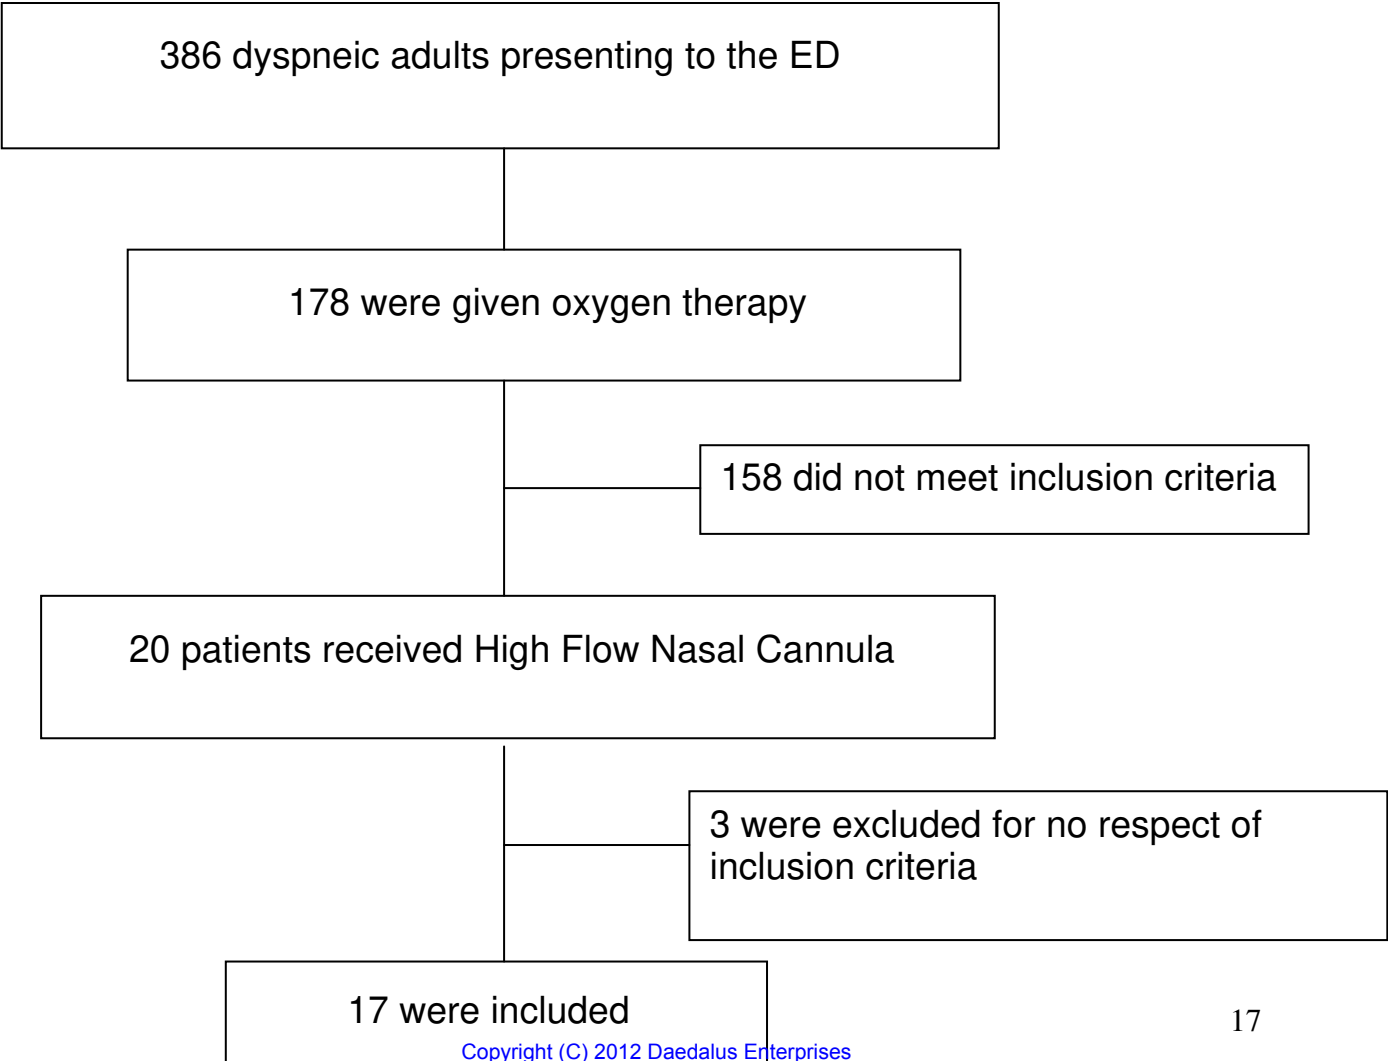 386 dyspneic adults presenting to the ED
178 were given oxygen therapy
158 did not meet inclusion criteria
20 patients received High Flow Nasal Cannula
3 were excluded for no respect of
inclusion criteria
17 were included
17
Copyright (C) 2012 Daedalus Enterprises